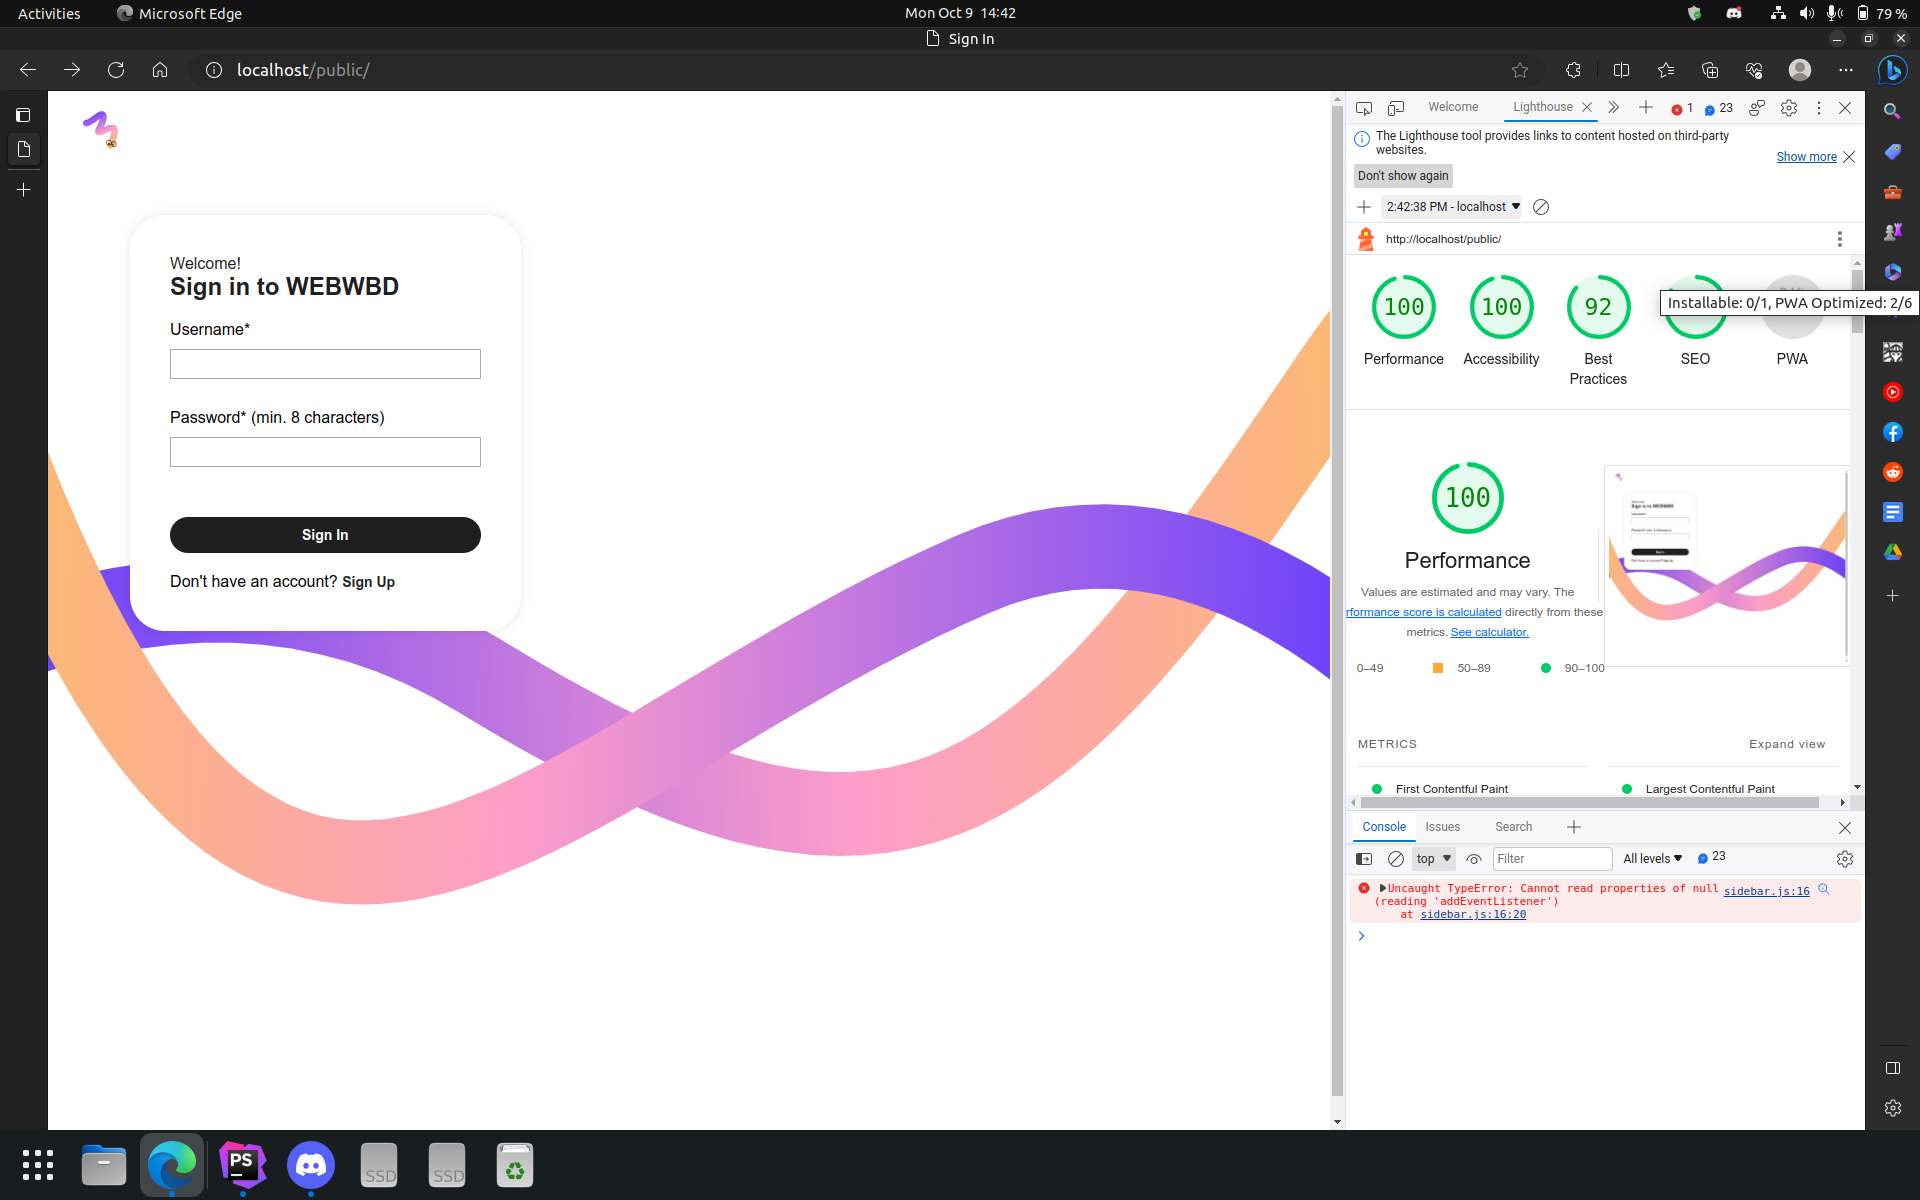 Activities
Microsoft Edge
Mon Oct 9 14:42
79 %
Sign In
localhost/public/
Welcome!
Sign in to WEBWBD
Username*
Password* (min. 8 characters)
Sign In
Don't have an account? Sign Up
Welcome
Lighthouse
1
23
The Lighthouse tool provides links to content hosted on third-party
websites.
Show more
Don't show again
2:42:38 PM - localhost
http://localhost/public/
100
100
92
Installable: 0/1, PWA Optimized: 2/6
Performance
Accessibility
Best
Practices
SEO
PWA
100
Performance
Values are estimated and may vary. The
rformance score is calculated directly from these
metrics. See calculator.
0–49
50–89
90–100
METRICS
Expand view
First Contentful Paint
Largest Contentful Paint
Console
Issues
Search
top
Filter
All levels
23
Uncaught TypeError: Cannot read properties of null
sidebar.js:16
(reading 'addEventListener')
at sidebar.js:16:20
PS
SSD
SSD